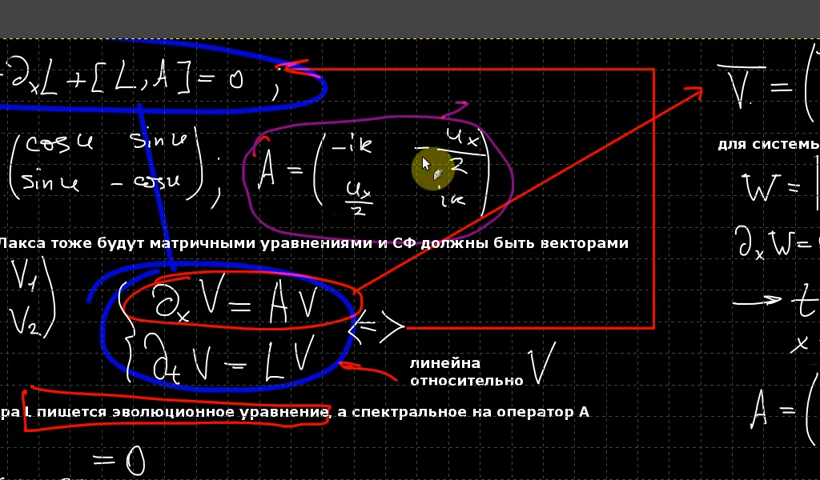 -∂ₓL + [L, A] = 0 ;
V = (
для системы
(cos u sin u
sin u - cos u) ;
A = (-ik - uₓ/2
uₓ/2 ik)
W = |
∂ₓW =
Лакса тоже будут матричными уравнениями и СФ должны быть векторами
V₁
V₂)
{ ∂ₓV = AV
∂ₜV = LV
<=>
→ t
x
линейна
относительно V
A = (
ра L пишется эволюционное уравнение, а спектральное на оператор А
= 0